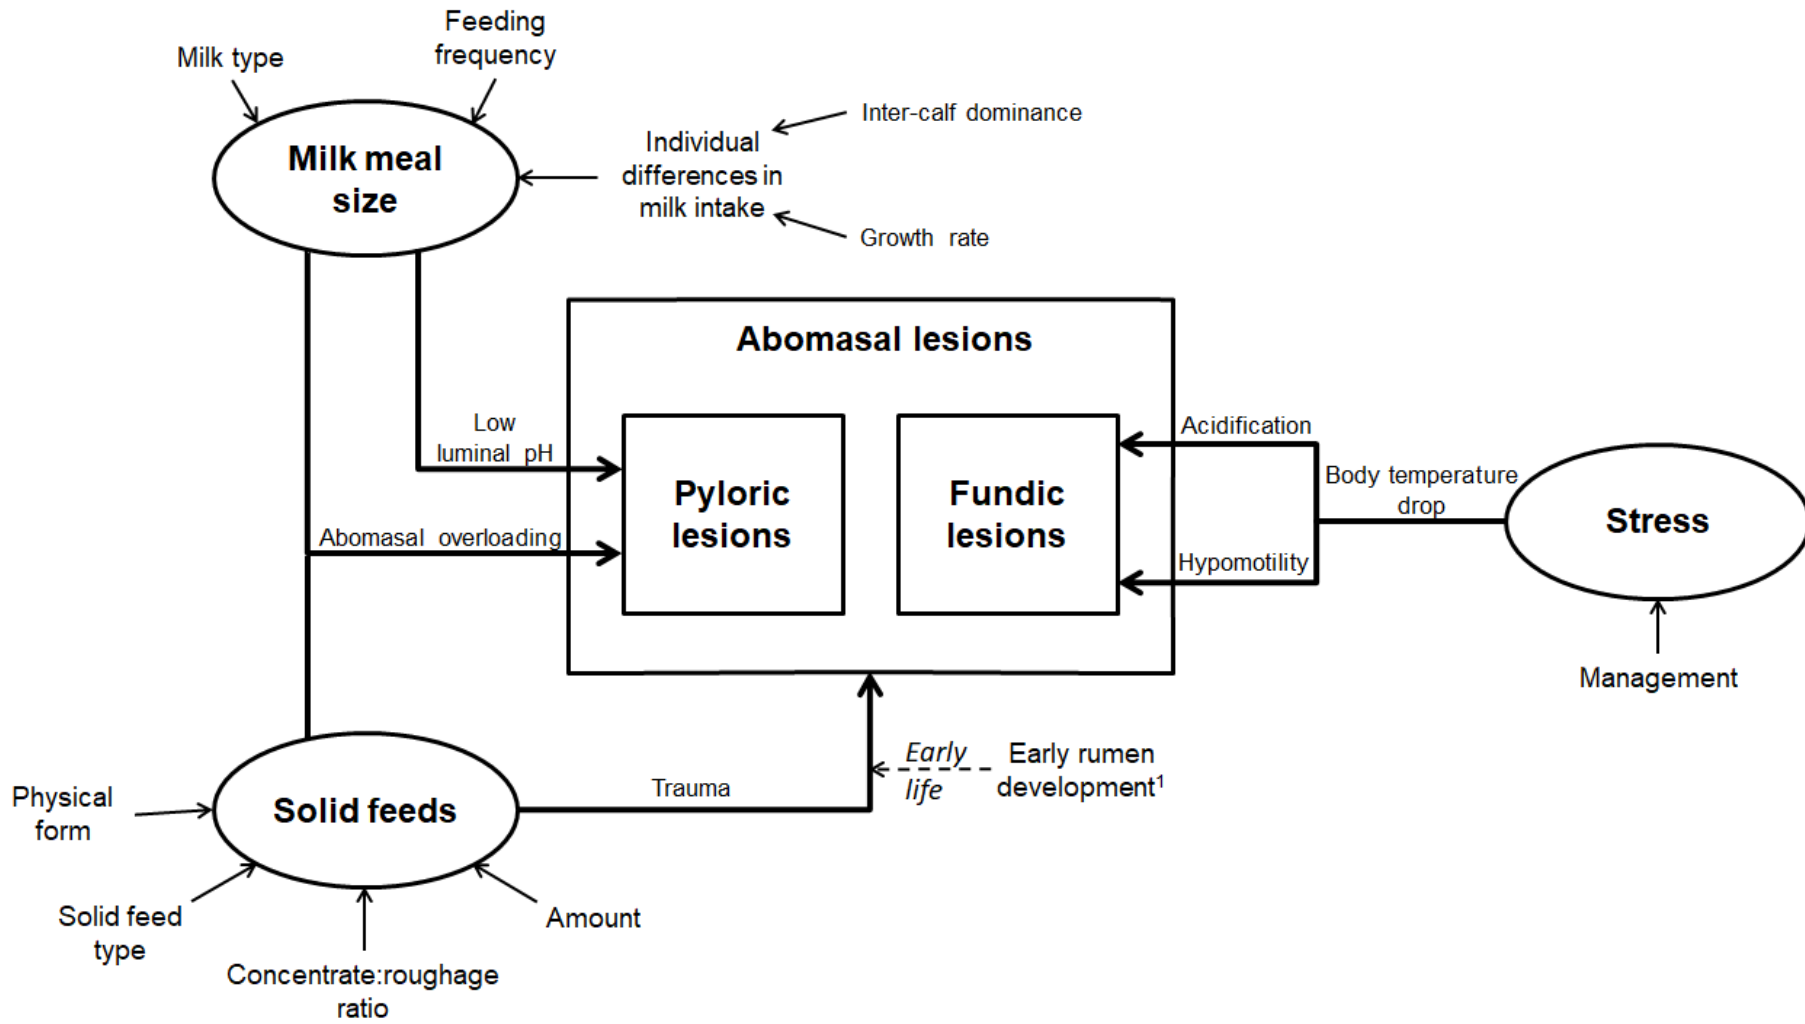 Feeding
frequency
Milk type
Milk meal
size
Inter-calf dominance
Individual
differences in
milk intake
Growth rate
Abomasal lesions
Low
luminal pH
Abomasal overloading
Pyloric
lesions
Fundic
lesions
Acidification
Hypomotility
Body temperature
drop
Stress
Management
Early
life
Early rumen
development¹
Trauma
Solid feeds
Physical
form
Solid feed
type
Concentrate:roughage
ratio
Amount